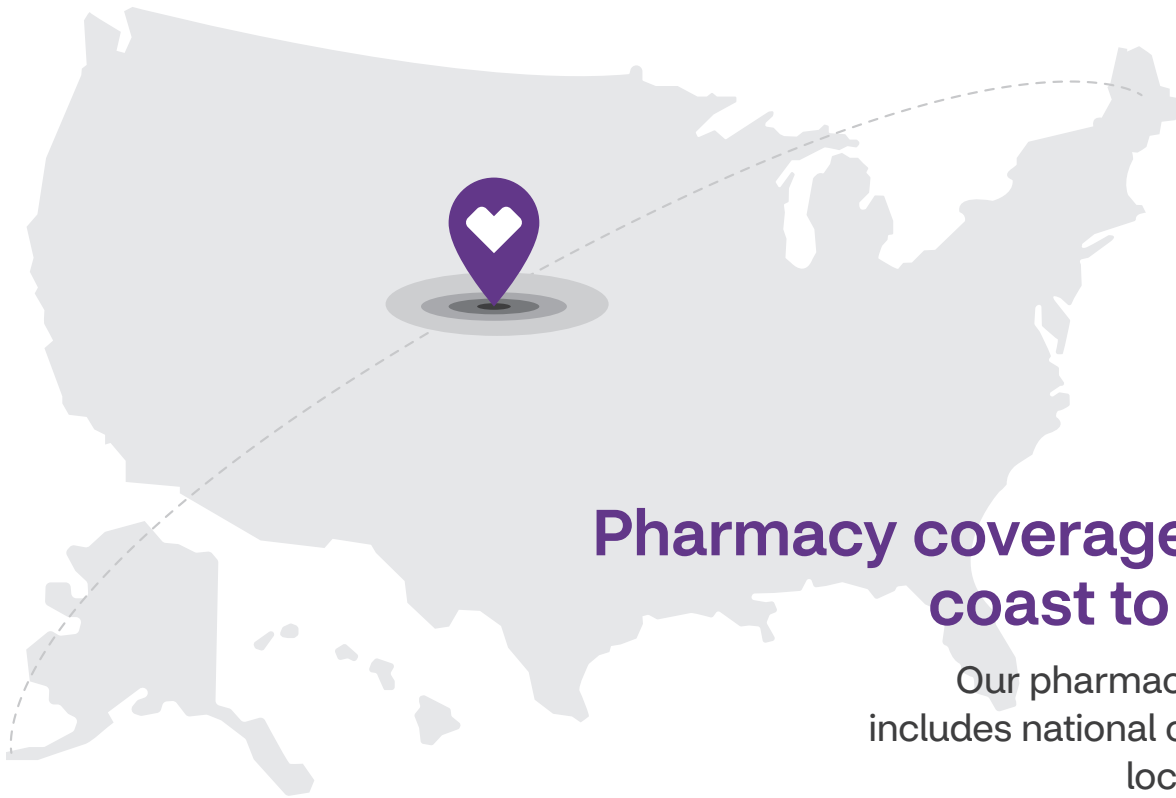 Pharmacy coverage
coast to
Our pharmac
includes national
loc